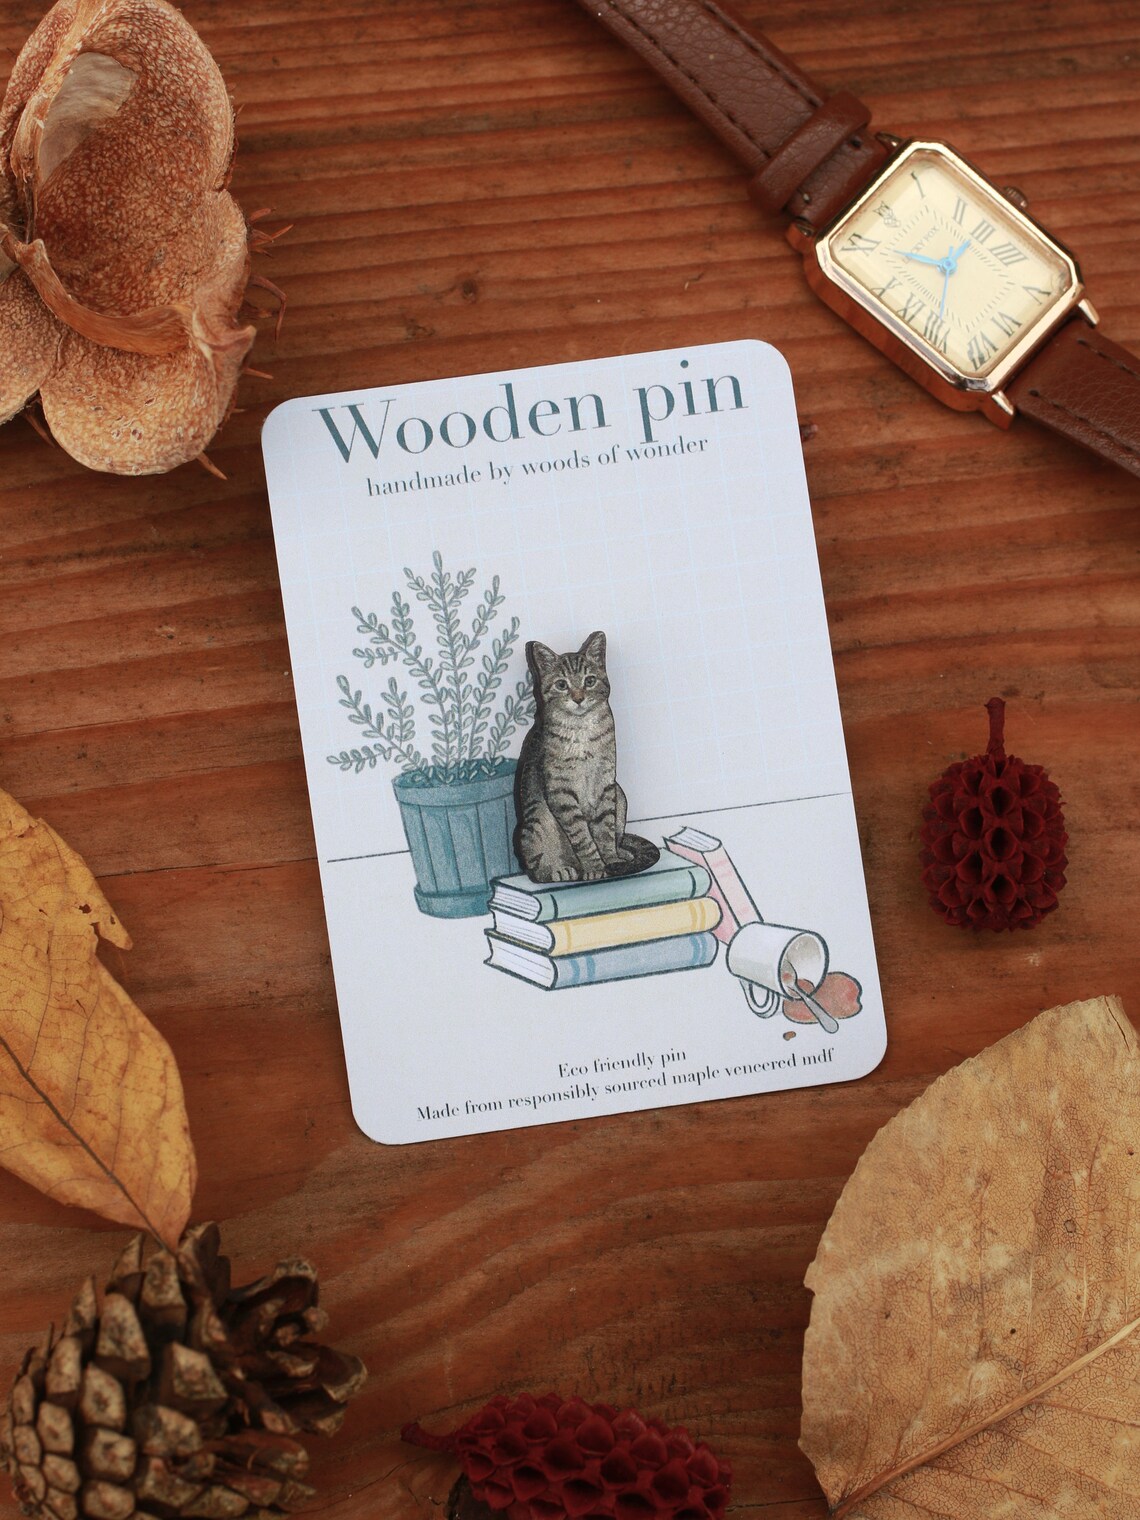 Wooden pin
handmade by woods of wonder
Eco friendly pin
Made from responsibly sourced maple veneered mdf